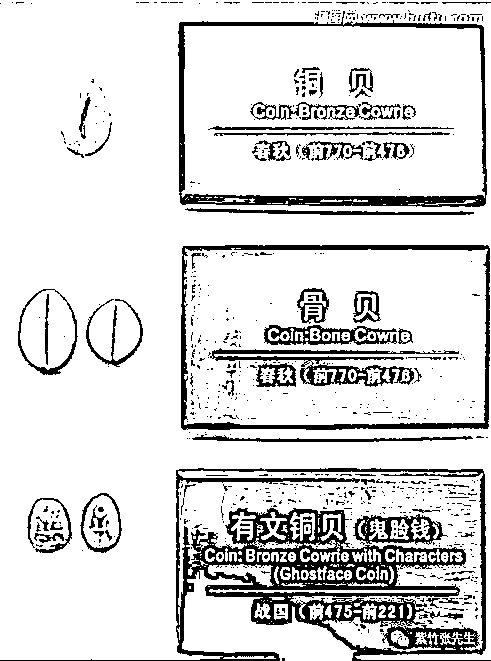 www.huitu.com
铜 贝
Coin: Bronze Cowrie
春秋（前770-前476）
骨 贝
Coin: Bone Cowrie
春秋（前770-前476）
有文铜贝（鬼脸钱）
Coin: Bronze Cowrie with Characters
(Ghostface Coin)
战国（前475-前221）
紫竹张先生